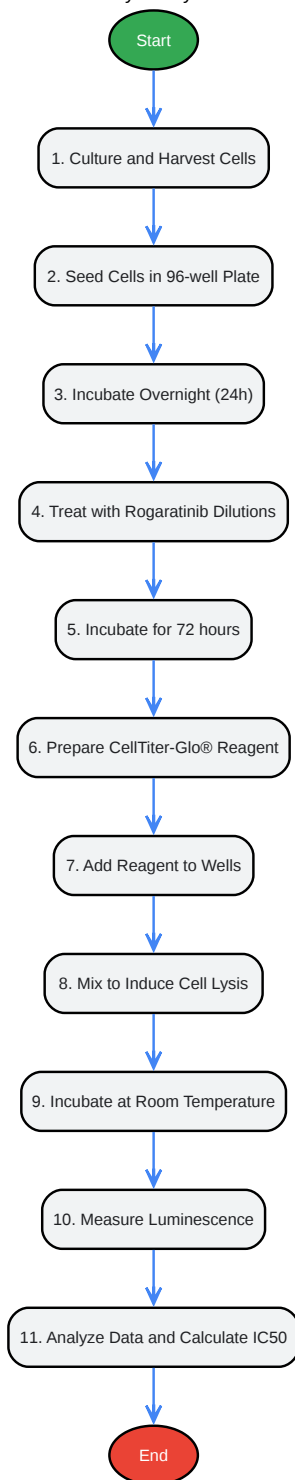 Start
1. Culture and Harvest Cells
2. Seed Cells in 96-well Plate
3. Incubate Overnight (24h)
4. Treat with Rogaratinib Dilutions
5. Incubate for 72 hours
6. Prepare CellTiter-Glo® Reagent
7. Add Reagent to Wells
8. Mix to Induce Cell Lysis
9. Incubate at Room Temperature
10. Measure Luminescence
11. Analyze Data and Calculate IC50
End